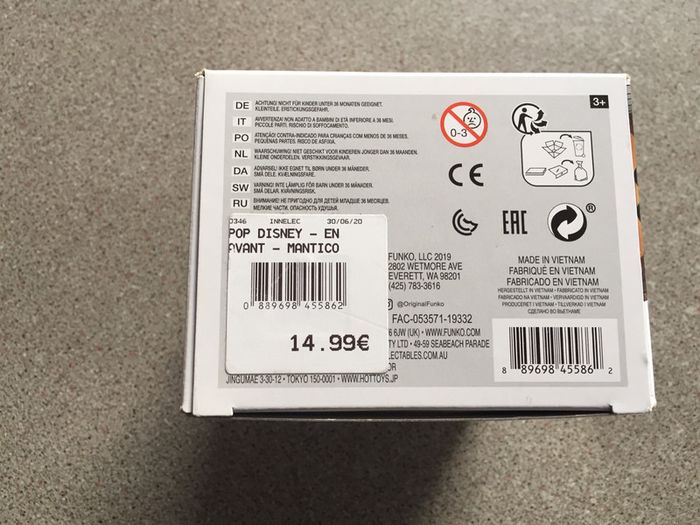 DE ACHTUNG! NICHT FÜR KINDER UNTER 36 MONATEN GEEIGNET.
KLEINTEILE. ERSTICKUNGSGEFAHR.
IT AVVERTENZA! NON ADATTO A BAMBINI DI ETÀ INFERIORE A 36 MESI.
PICCOLE PARTI. RISCHIO DI SOFFOCAMENTO.
PO ATENÇÃO! CONTRA-INDICADO PARA CRIANÇAS COM MENOS DE 36 MESES.
PEQUENAS PARTES. RISCO DE ASFIXIA.
NL WAARSCHUWING! NIET GESCHIKT VOOR KINDEREN JONGER DAN 36 MAANDEN.
KLEINE ONDERDELEN. VERSTIKKINGSGEVAAR.
DA ADVARSEL! IKKE EGNET TIL BØRN UNDER 36 MÅNEDER.
SMÅ DELE. KVÆLNINGSFARE.
SW VARNING! INTE LÄMPLIG FÖR BARN UNDER 36 MÅNADER.
SMÅ DELAR. KVÄVNINGSRISK.
RU ВНИМАНИЕ! НЕ ПРИГОДНО ДЛЯ ДЕТЕЙ МЛАДШЕ 36 МЕСЯЦЕВ.
МЕЛКИЕ ЧАСТИ. ОПАСНОСТЬ УДУШЬЯ.
0-3
3+
CE
EAC
®
0346 INNELEC 30/06/20
POP DISNEY - EN
AVANT - MANTICO
0 889698 455862
14.99€
FUNKO, LLC 2019
2802 WETMORE AVE
EVERETT, WA 98201
(425) 783-3616
@OriginalFunko
FAC-053571-19332
6JW (UK) • WWW.FUNKO.COM
TY LTD • 49-59 SEABEACH PARADE
LECTABLES.COM.AU
OR
JINGUMAE 3-30-12 • TOKYO 150-0001 • WWW.HOTTOYS.JP
MADE IN VIETNAM
FABRIQUÉ EN VIETNAM
FABRICADO EN VIETNAM
HERGESTELLT IN VIETNAM • FABBRICATO IN VIETNAM
FABRICADO NA VIETNAM • VERVAARDIGD IN VIETNAM
PRODUCERET I VIETNAM • TILLVERKAD I VIETNAM
СДЕЛАНО ВО ВЬЕТНАМЕ
8 89698 45586 2